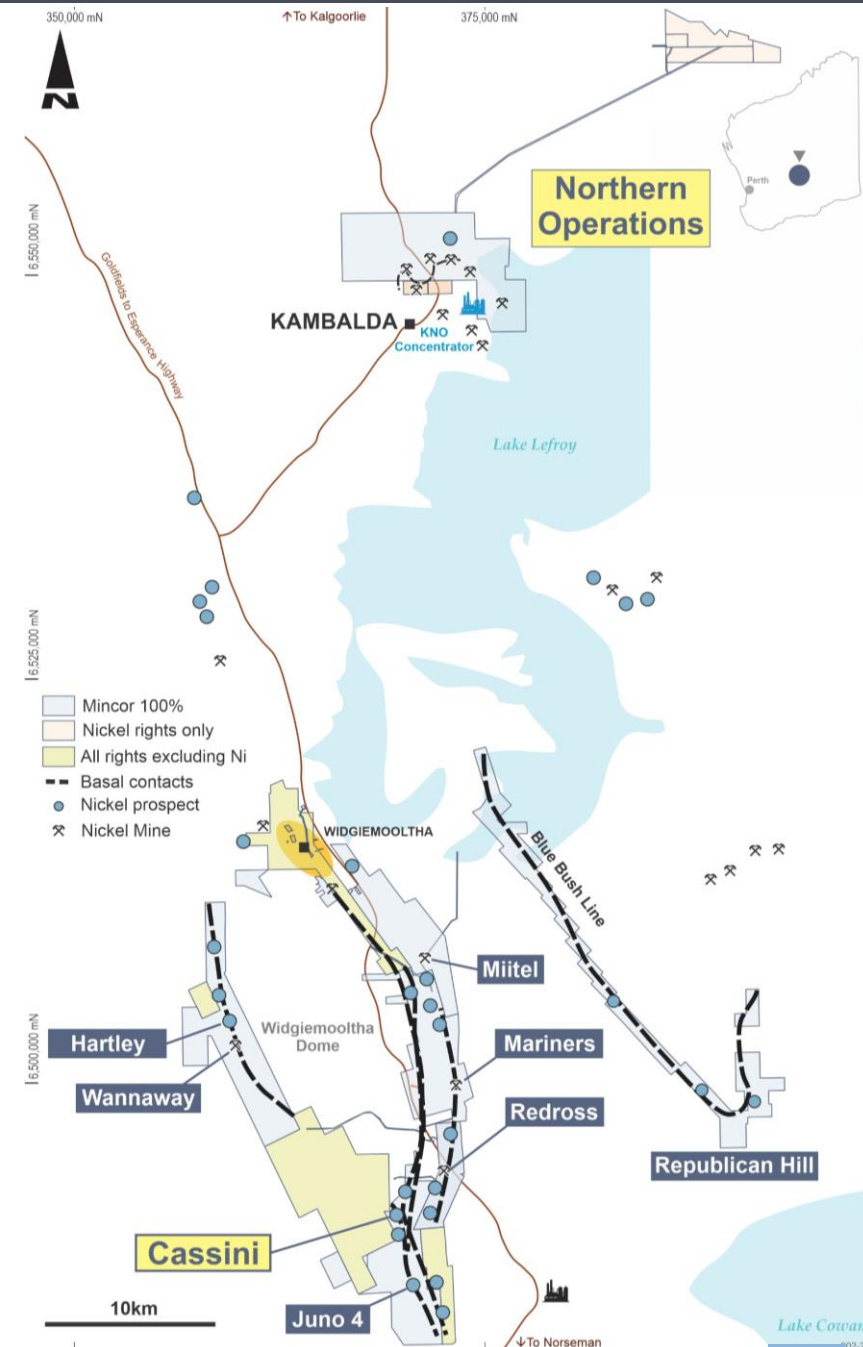 350,000 mN
To Kalgoorlie
375,000 mN
N
Perth
Northern
Operations
6,550,000 mN
Goldfields to Esperance Highway
KAMBALDA
KNO
Concentrator
Lake Lefroy
6,525,000 mN
Mincor 100%
Nickel rights only
All rights excluding Ni
Basal contacts
Nickel prospect
Nickel Mine
WIDGIEMOOLTHA
Blue Bush Line
Miitel
6,500,000 mN
Hartley
Widgiemooltha
Dome
Mariners
Wannaway
Redross
Republican Hill
Cassini
10km
Juno 4
Lake Cowan
To Norseman